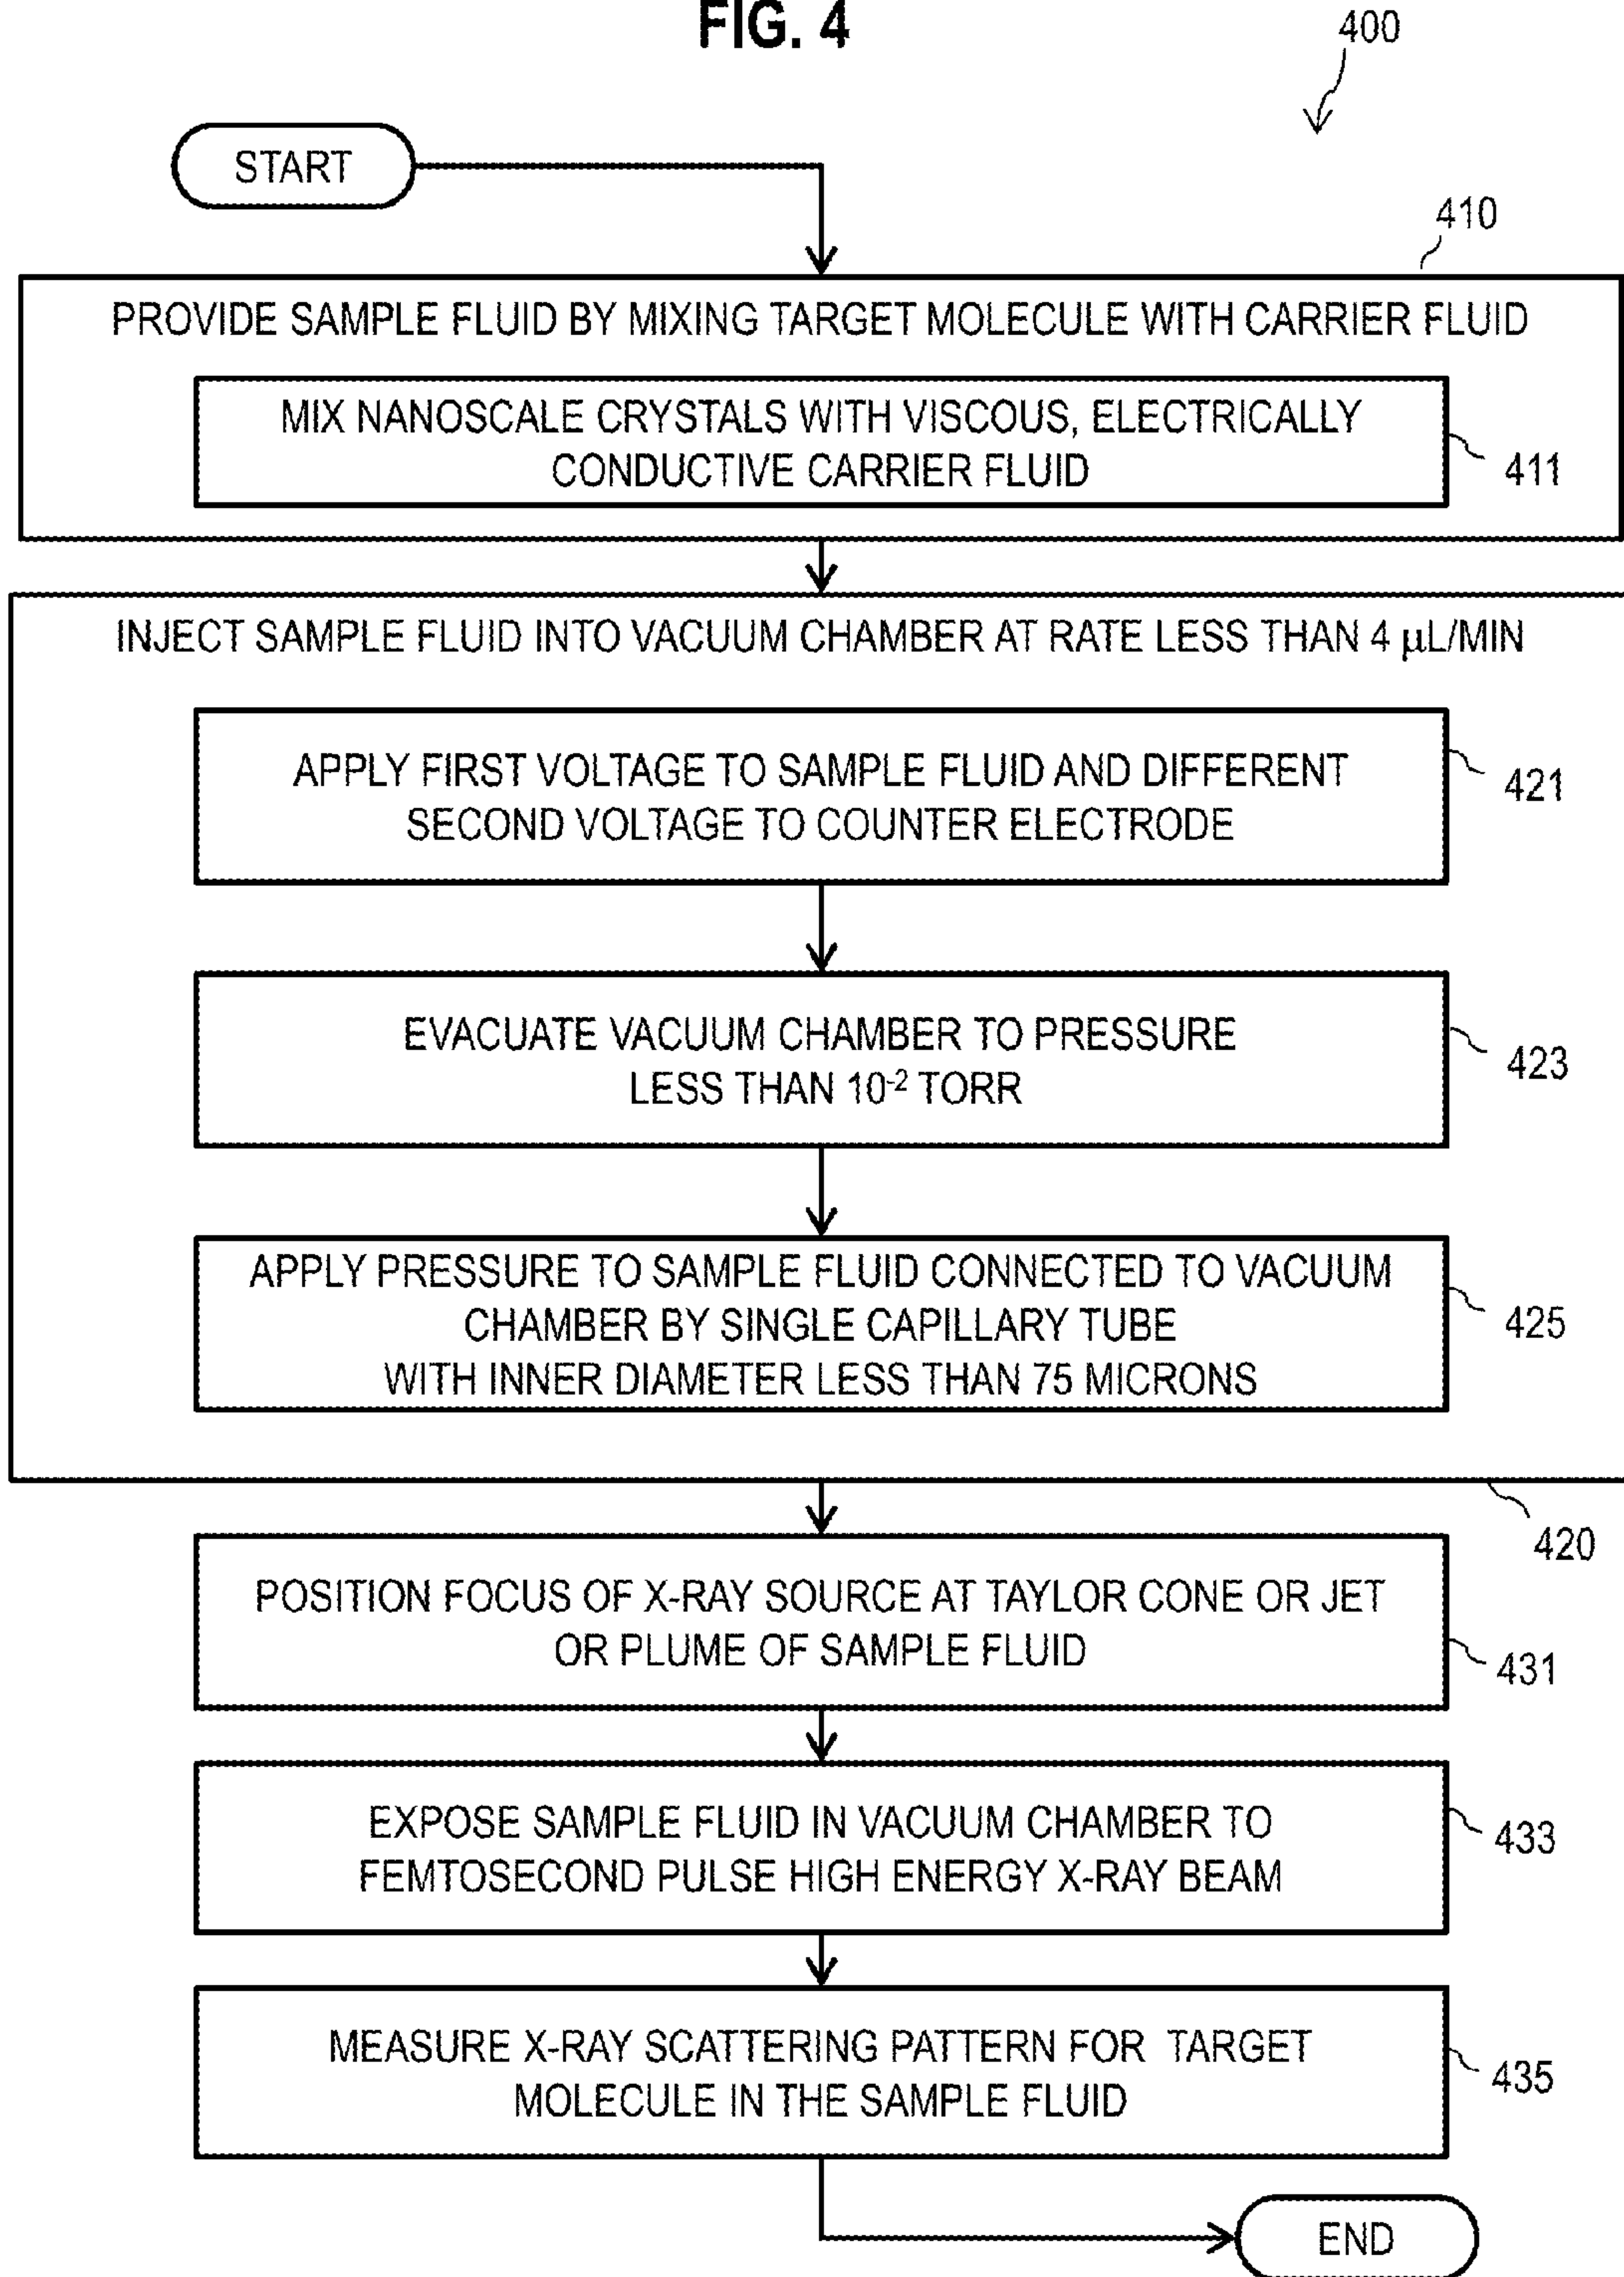 FIG. 4
400
START
410
PROVIDE SAMPLE FLUID BY MIXING TARGET MOLECULE WITH CARRIER FLUID
MIX NANOSCALE CRYSTALS WITH VISCOUS, ELECTRICALLY
CONDUCTIVE CARRIER FLUID
411
INJECT SAMPLE FLUID INTO VACUUM CHAMBER AT RATE LESS THAN 4 µL/MIN
APPLY FIRST VOLTAGE TO SAMPLE FLUID AND DIFFERENT
SECOND VOLTAGE TO COUNTER ELECTRODE
421
EVACUATE VACUUM CHAMBER TO PRESSURE
LESS THAN 10⁻² TORR
423
APPLY PRESSURE TO SAMPLE FLUID CONNECTED TO VACUUM
CHAMBER BY SINGLE CAPILLARY TUBE
WITH INNER DIAMETER LESS THAN 75 MICRONS
425
420
POSITION FOCUS OF X-RAY SOURCE AT TAYLOR CONE OR JET
OR PLUME OF SAMPLE FLUID
431
EXPOSE SAMPLE FLUID IN VACUUM CHAMBER TO
FEMTOSECOND PULSE HIGH ENERGY X-RAY BEAM
433
MEASURE X-RAY SCATTERING PATTERN FOR TARGET
MOLECULE IN THE SAMPLE FLUID
435
END